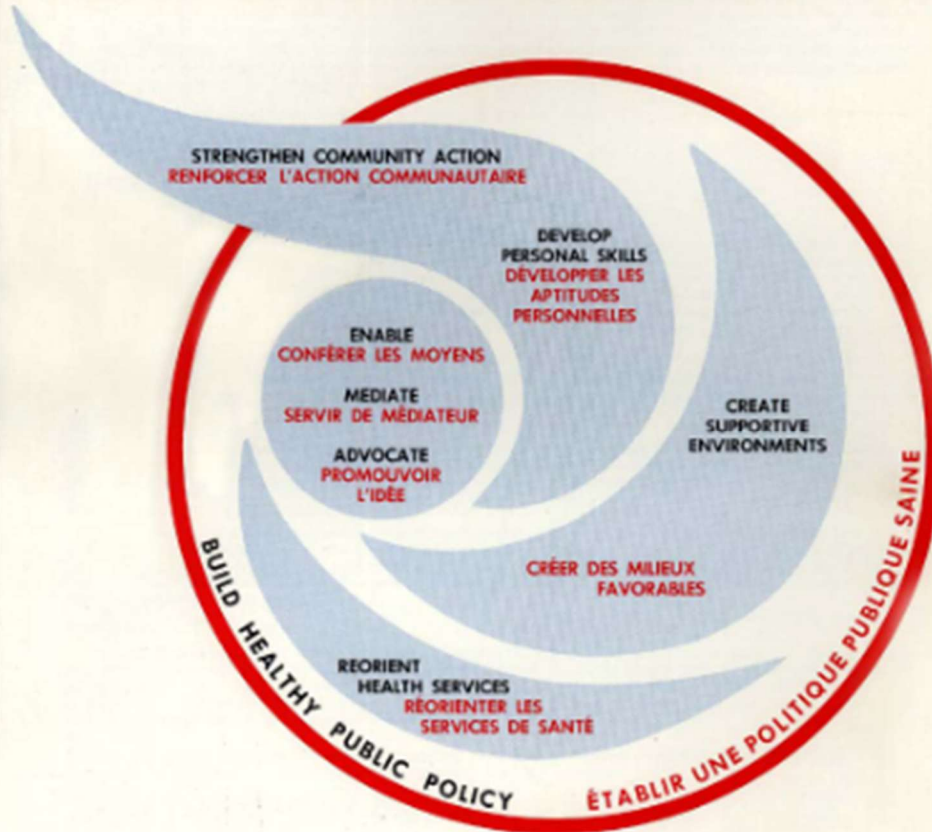 STRENGTHEN COMMUNITY ACTION
RENFORCER L'ACTION COMMUNAUTAIRE
DEVELOP
PERSONAL SKILLS
DÉVELOPPER LES
APTITUDES
PERSONNELLES
ENABLE
CONFÉRER LES MOYENS
MEDIATE
SERVIR DE MÉDIATEUR
ADVOCATE
PROMOUVOIR
L'IDÉE
CREATE
SUPPORTIVE
ENVIRONMENTS
CRÉER DES MILIEUX
FAVORABLES
REORIENT
HEALTH SERVICES
RÉORIENTER LES
SERVICES DE SANTÉ
BUILD HEALTHY PUBLIC POLICY
ÉTABLIR UNE POLITIQUE PUBLIQUE SAINE